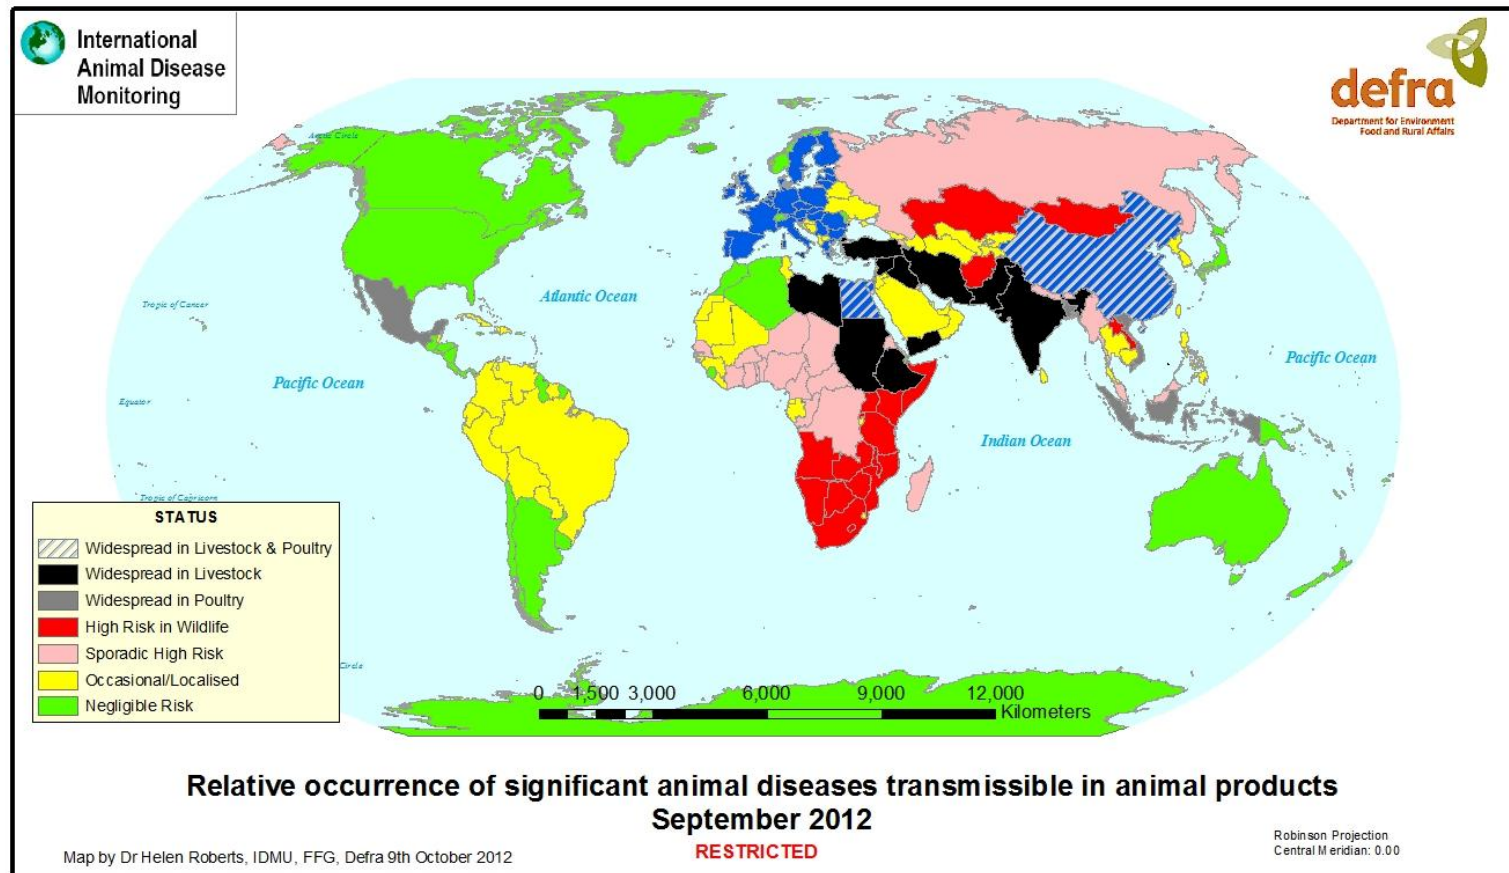 International
Animal Disease
Monitoring
defra
Department for Environment
Food and Rural Affairs
Arctic Circle
Tropic of Cancer
Atlantic Ocean
Pacific Ocean
Pacific Ocean
Equator
Indian Ocean
Tropic of Capricorn
STATUS
Widespread in Livestock & Poultry
Widespread in Livestock
Widespread in Poultry
High Risk in Wildlife
Sporadic High Risk
Occasional/Localised
Negligible Risk
Circle
0 1,500 3,000 6,000 9,000 12,000
Kilometers
Relative occurrence of significant animal diseases transmissible in animal products
September 2012
RESTRICTED
Map by Dr Helen Roberts, IDMU, FFG, Defra 9th October 2012
Robinson Projection
Central Meridian: 0.00